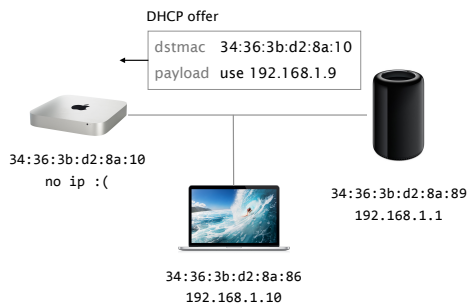 DHCP offer
dstmac 34:36:3b:d2:8a:10
payload use 192.168.1.9
34:36:3b:d2:8a:10
no ip :(
34:36:3b:d2:8a:89
192.168.1.1
34:36:3b:d2:8a:86
192.168.1.10